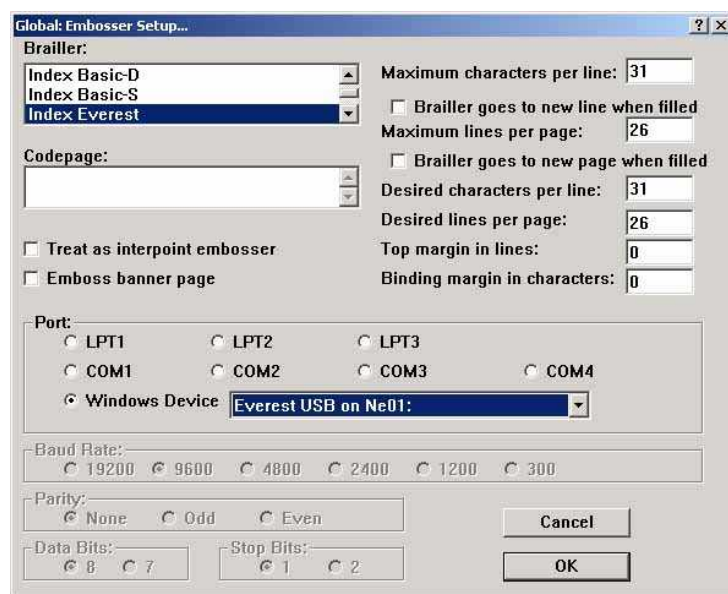 Global: Embosser Setup...
Brailler:
Index Basic-D
Index Basic-S
Index Everest
Codepage:
Treat as interpoint embosser
Emboss banner page
Maximum characters per line: 31
Brailler goes to new line when filled
Maximum lines per page: 26
Brailler goes to new page when filled
Desired characters per line: 31
Desired lines per page: 26
Top margin in lines: 0
Binding margin in characters: 0
Port:
LPT1 LPT2 LPT3
COM1 COM2 COM3 COM4
Windows Device Everest USB on Ne01:
Baud Rate:
19200 9600 4800 2400 1200 300
Parity:
None Odd Even
Data Bits:
8 7
Stop Bits:
1 2
Cancel
OK